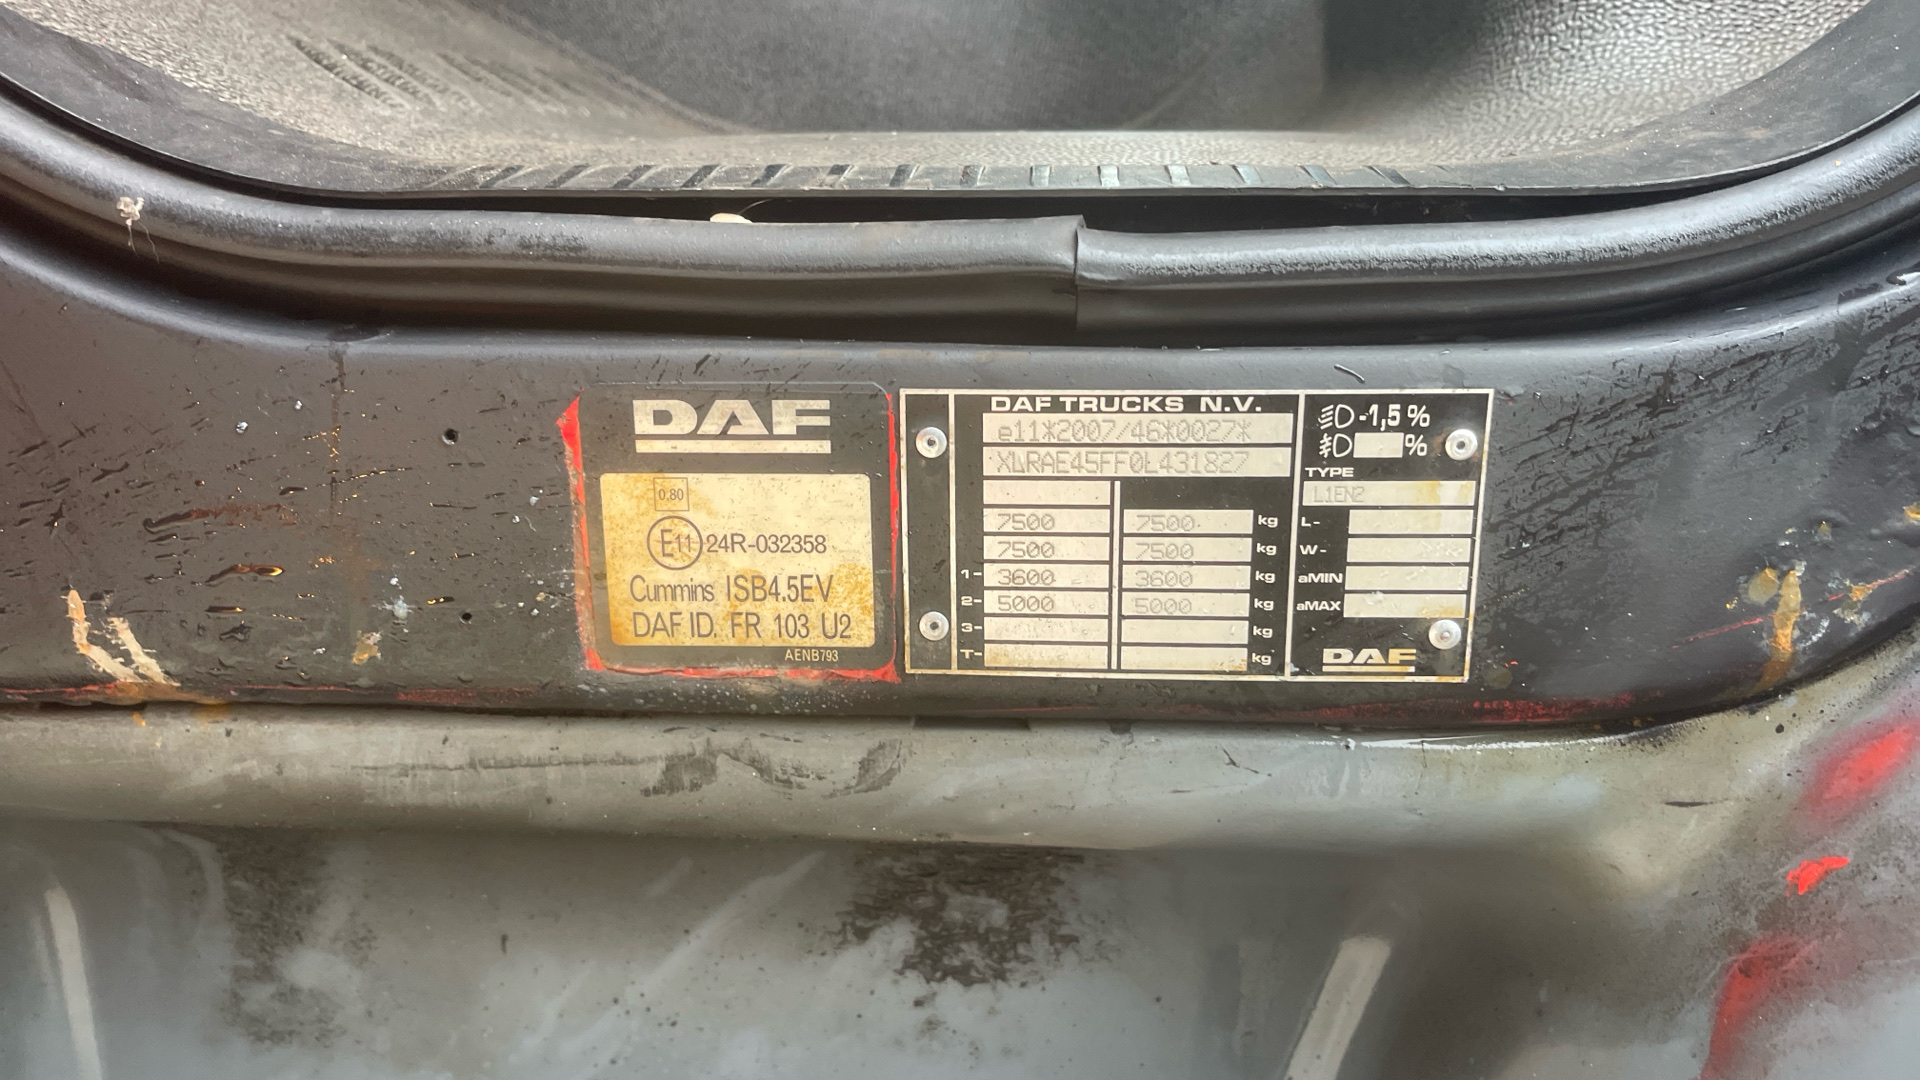 DAF
0.80
E11 24R-032358
Cummins ISB4.5EV
DAF ID. FR 103 U2
AENB793
DAF TRUCKS N.V.
e11*2007/46*0027*
XLRAE45FF0L431827
7500 7500 kg
7500 7500 kg
1- 3600 3600 kg
2- 5000 5000 kg
3- kg
T- kg
-1,5 %
%
TYPE
L1EN2
L-
W-
aMIN
aMAX
DAF